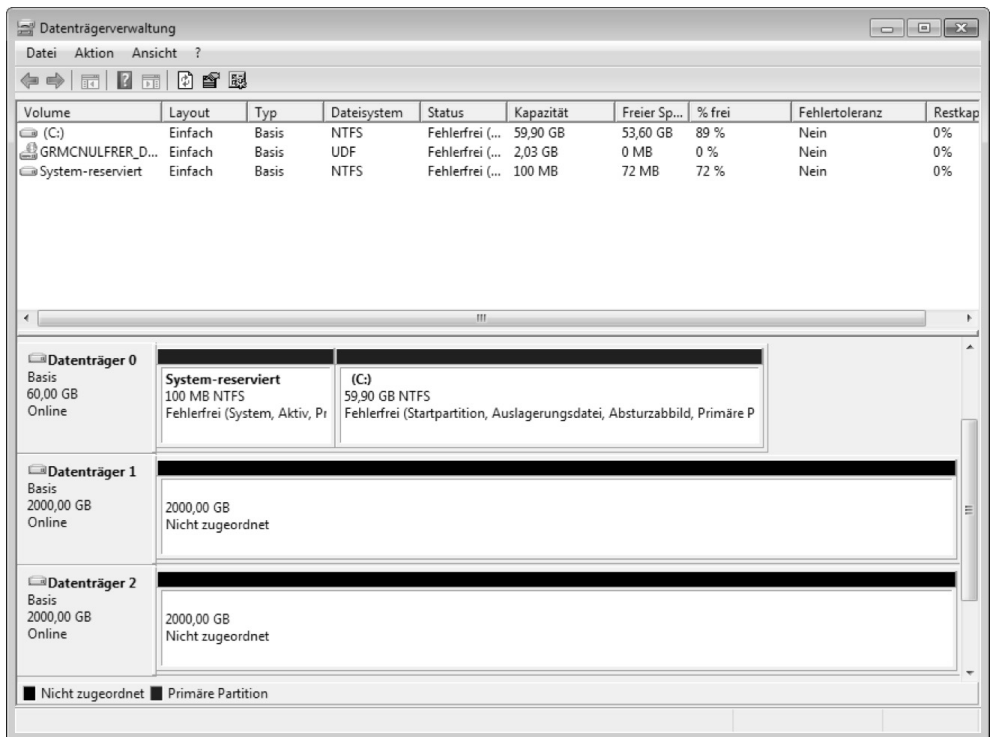 Datenträgerverwaltung
Datei Aktion Ansicht ?
Volume Layout Typ Dateisystem Status Kapazität Freier Sp... % frei Fehlertoleranz Restkap
(C:) Einfach Basis NTFS Fehlerfrei (... 59,90 GB 53,60 GB 89 % Nein 0%
GRMCNULFRER_D... Einfach Basis UDF Fehlerfrei (... 2,03 GB 0 MB 0 % Nein 0%
System-reserviert Einfach Basis NTFS Fehlerfrei (... 100 MB 72 MB 72 % Nein 0%
Datenträger 0
Basis
60,00 GB
Online
System-reserviert
100 MB NTFS
Fehlerfrei (System, Aktiv, Pr
(C:)
59,90 GB NTFS
Fehlerfrei (Startpartition, Auslagerungsdatei, Absturzabbild, Primäre P
Datenträger 1
Basis
2000,00 GB
Online
2000,00 GB
Nicht zugeordnet
Datenträger 2
Basis
2000,00 GB
Online
2000,00 GB
Nicht zugeordnet
Nicht zugeordnet Primäre Partition